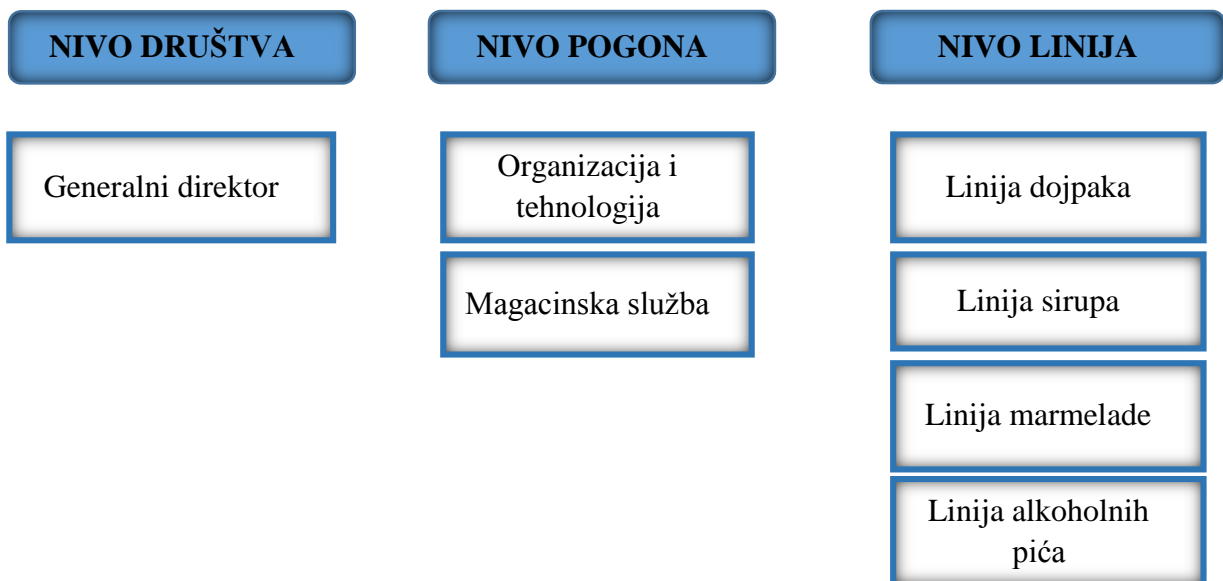 NIVO DRUŠTVA
NIVO POGONA
NIVO LINIJA
Generalni direktor
Organizacija i
tehnologija
Magacinska služba
Linija dojpaka
Linija sirupa
Linija marmelade
Linija alkoholnih
pića